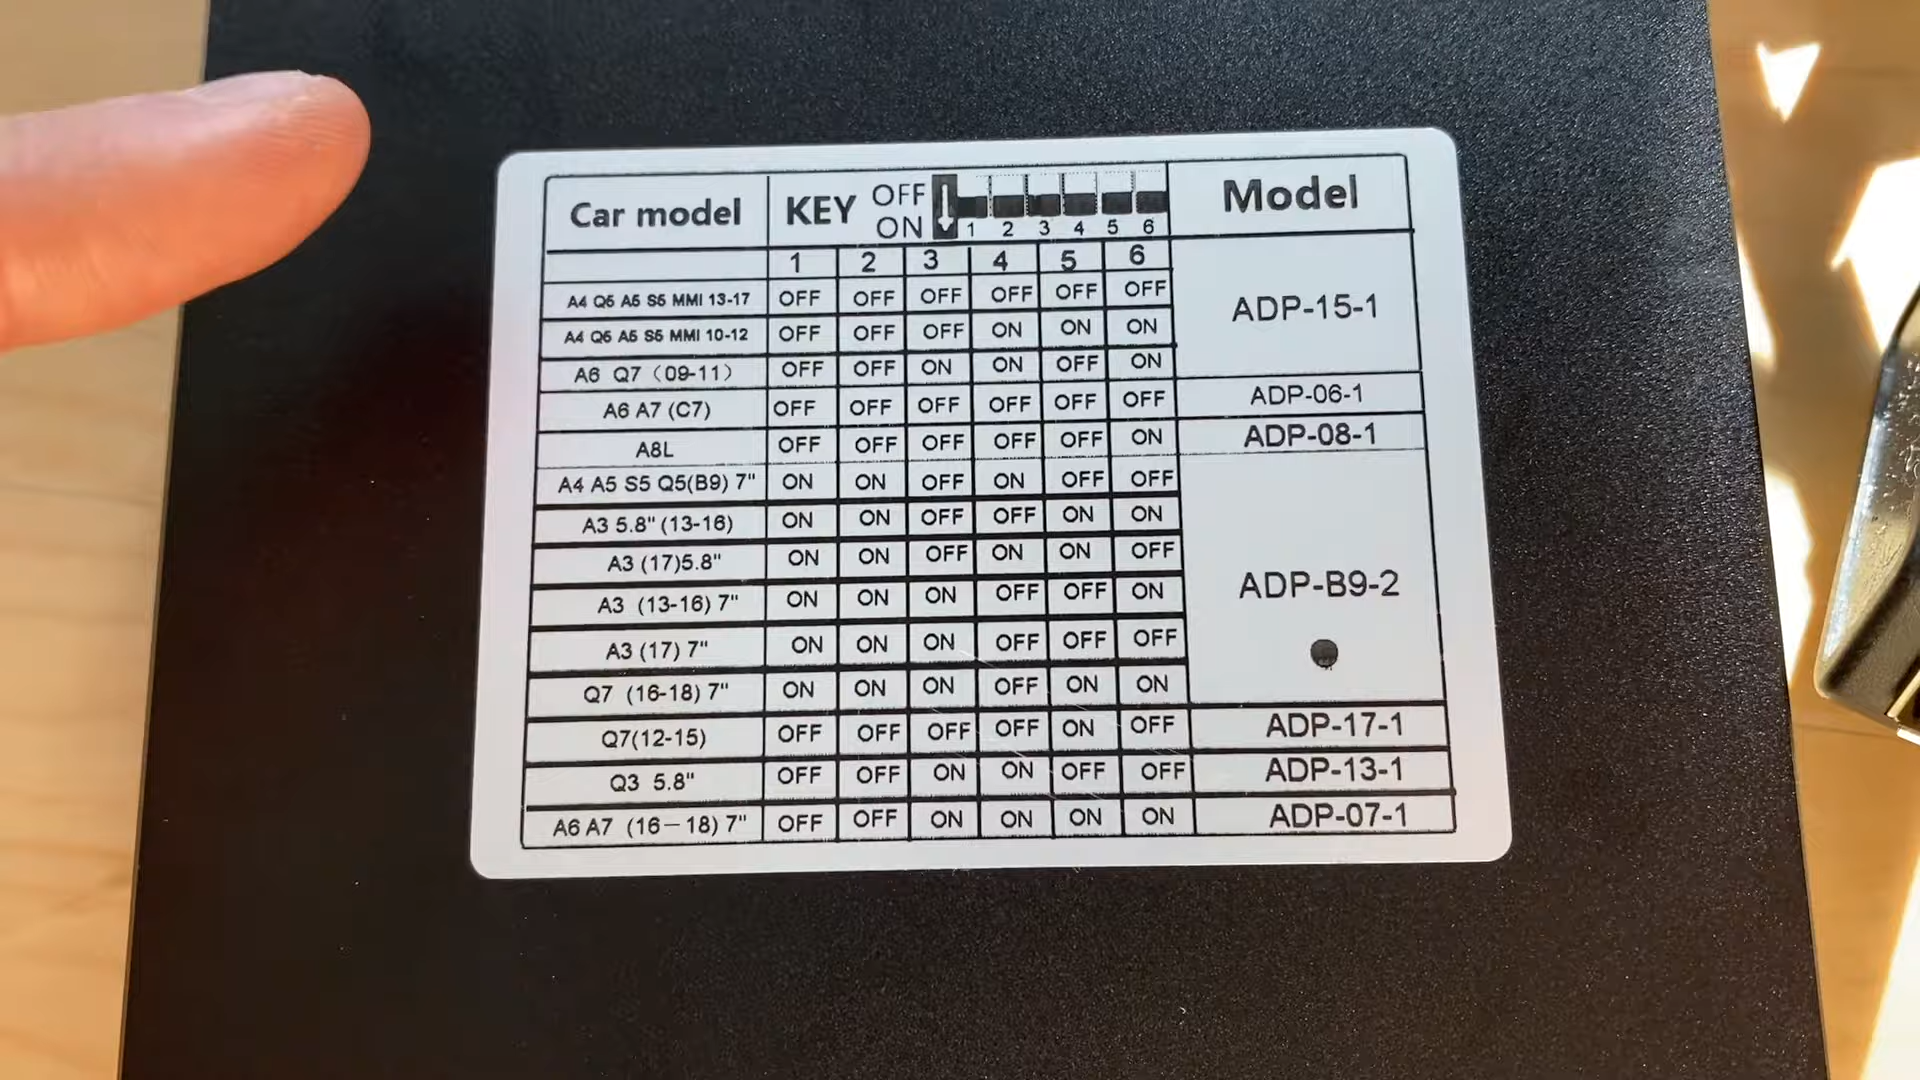 Car model KEY OFF ON 1 2 3 4 5 6 Model
1 2 3 4 5 6
A4 Q5 A5 S5 MMI 13-17 OFF OFF OFF OFF OFF OFF
ADP-15-1
A4 Q5 A5 S5 MMI 10-12 OFF OFF OFF ON ON ON
A6 Q7 (09-11) OFF OFF ON ON OFF ON
A6 A7 (C7) OFF OFF OFF OFF OFF OFF ADP-06-1
A8L OFF OFF OFF OFF OFF ON ADP-08-1
A4 A5 S5 Q5(B9) 7" ON ON OFF ON OFF OFF
A3 5.8" (13-16) ON ON OFF OFF ON ON
A3 (17)5.8" ON ON OFF ON ON OFF
ADP-B9-2
A3 (13-16) 7" ON ON ON OFF OFF ON
A3 (17) 7" ON ON ON OFF OFF OFF
Q7 (16-18) 7" ON ON ON OFF ON ON
Q7(12-15) OFF OFF OFF OFF ON OFF ADP-17-1
Q3 5.8" OFF OFF ON ON OFF OFF ADP-13-1
A6 A7 (16-18) 7" OFF OFF ON ON ON ON ADP-07-1